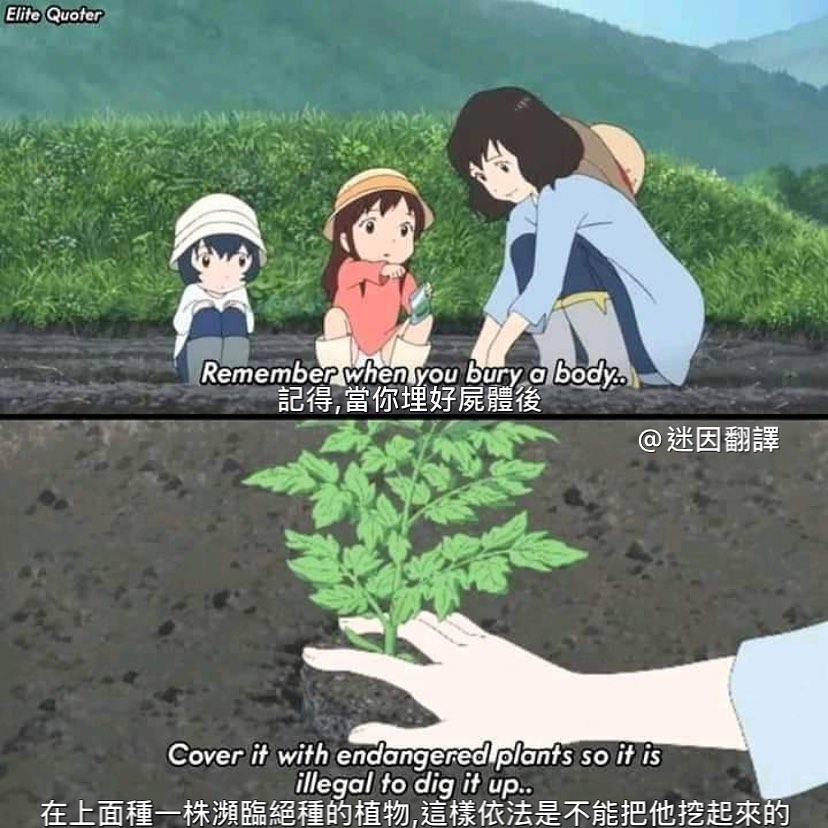 Elite Quoter
Remember when you bury a body..
記得,當你埋好屍體後
@迷因翻譯
Cover it with endangered plants so it is
illegal to dig it up..
在上面種一株瀕臨絕種的植物,這樣依法是不能把他挖起來的